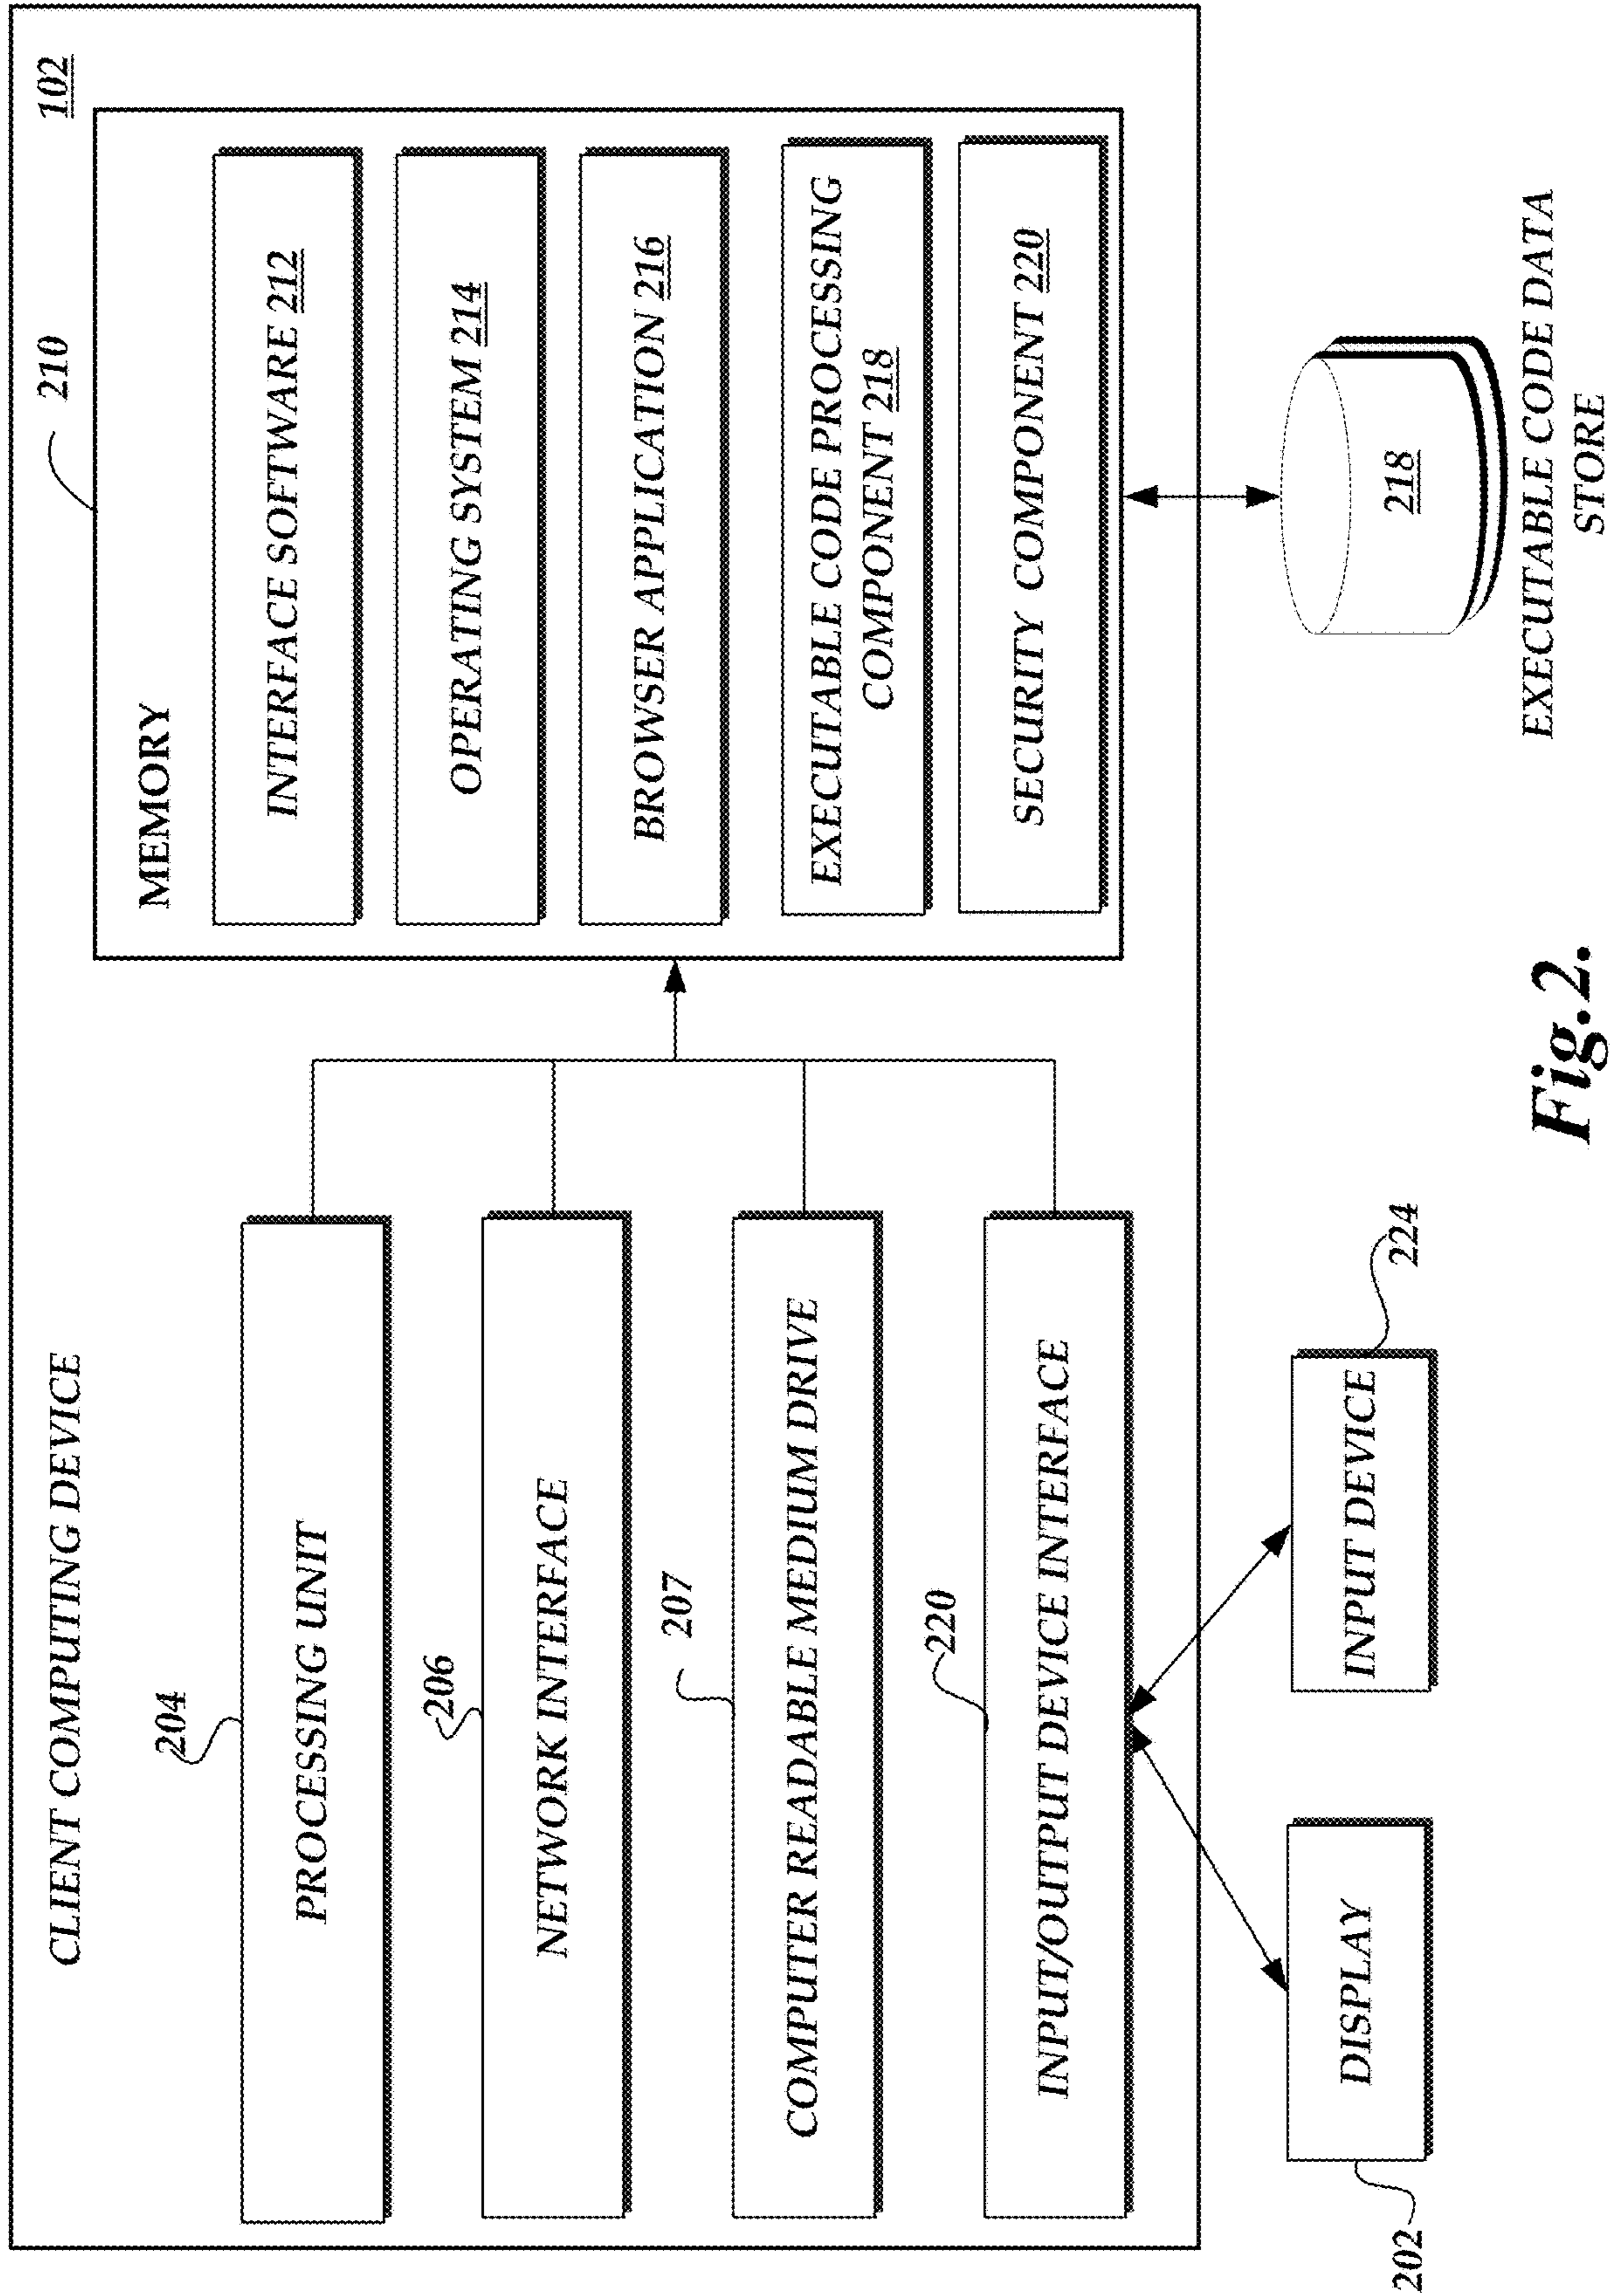 CLIENT COMPUTING DEVICE
102
204
PROCESSING UNIT
206
NETWORK INTERFACE
207
COMPUTER READABLE MEDIUM DRIVE
220
INPUT/OUTPUT DEVICE INTERFACE
210
MEMORY
INTERFACE SOFTWARE 212
OPERATING SYSTEM 214
BROWSER APPLICATION 216
EXECUTABLE CODE PROCESSING
COMPONENT 218
SECURITY COMPONENT 220
202
DISPLAY
INPUT DEVICE
224
218
EXECUTABLE CODE DATA
STORE
Fig.2.